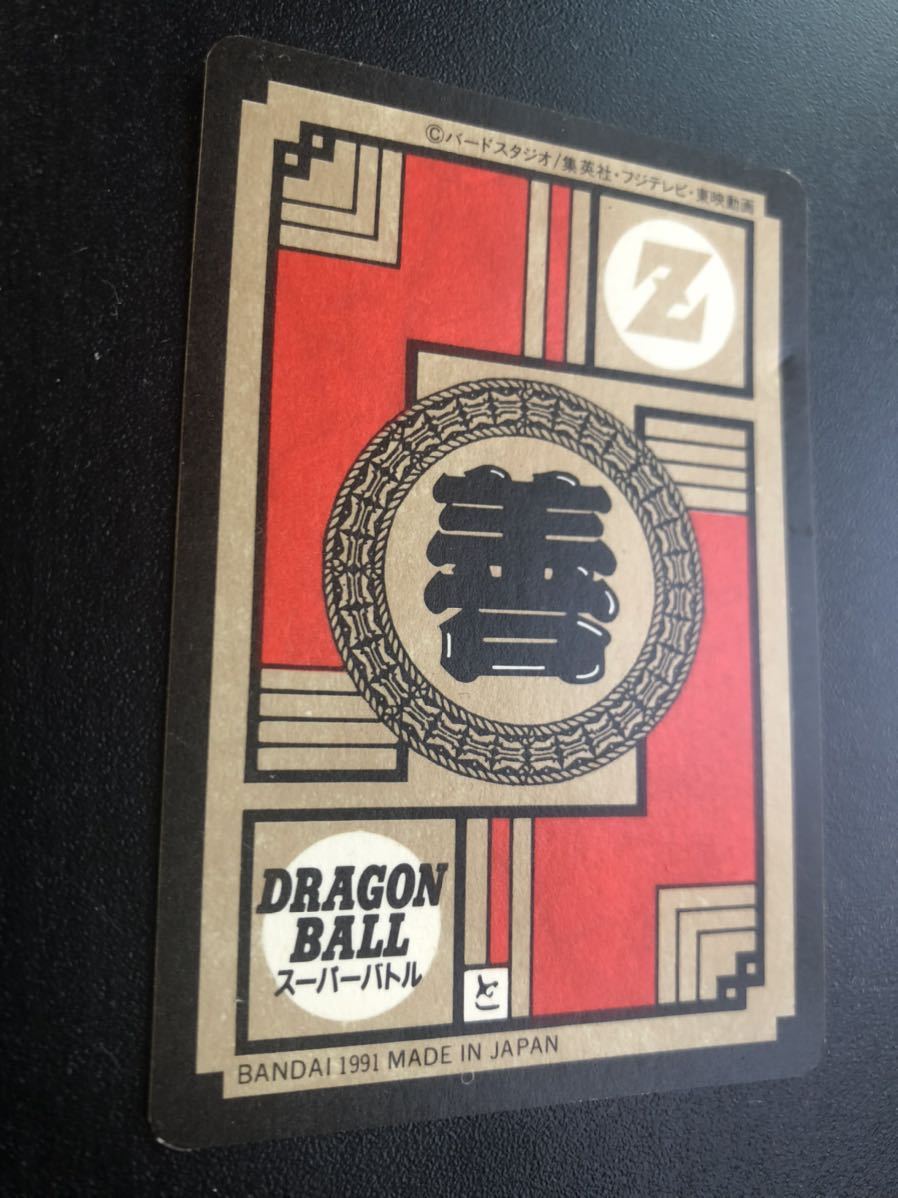 ©バードスタジオ/集英社・フジテレビ・東映動画
Z
善
DRAGON
BALL
スーパーバトル
と
BANDAI 1991 MADE IN JAPAN